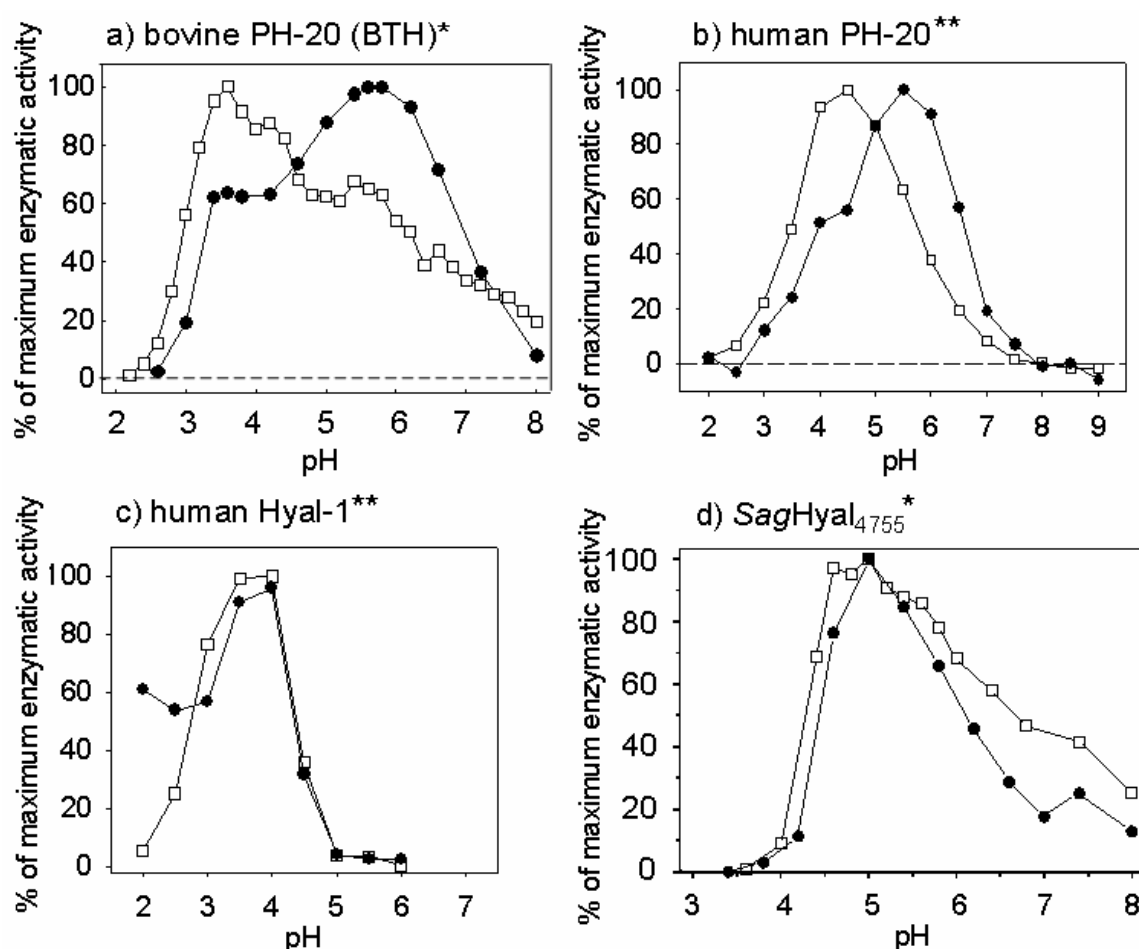 a) bovine PH-20 (BTH)*
% of maximum enzymatic activity
100
80
60
40
20
0
2 3 4 5 6 7 8
pH
b) human PH-20**
% of maximum enzymatic activity
100
80
60
40
20
0
2 3 4 5 6 7 8 9
pH
c) human Hyal-1**
% of maximum enzymatic activity
100
80
60
40
20
0
2 3 4 5 6 7
pH
d) SagHyal4755*
% of maximum enzymatic activity
100
80
60
40
20
0
3 4 5 6 7 8
pH